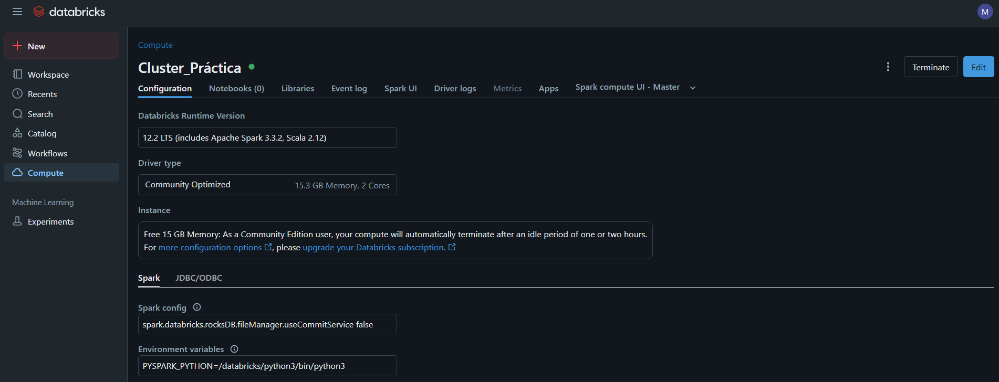 databricks
M
New
Workspace
Recents
Search
Catalog
Workflows
Compute
Machine Learning
Experiments
Compute
Cluster_Práctica
Terminate
Edit
Configuration Notebooks (0) Libraries Event log Spark UI Driver logs Metrics Apps Spark compute UI - Master
Databricks Runtime Version
12.2 LTS (includes Apache Spark 3.3.2, Scala 2.12)
Driver type
Community Optimized 15.3 GB Memory, 2 Cores
Instance
Free 15 GB Memory: As a Community Edition user, your compute will automatically terminate after an idle period of one or two hours.
For more configuration options, please upgrade your Databricks subscription.
Spark JDBC/ODBC
Spark config
spark.databricks.rocksDB.fileManager.useCommitService false
Environment variables
PYSPARK_PYTHON=/databricks/python3/bin/python3